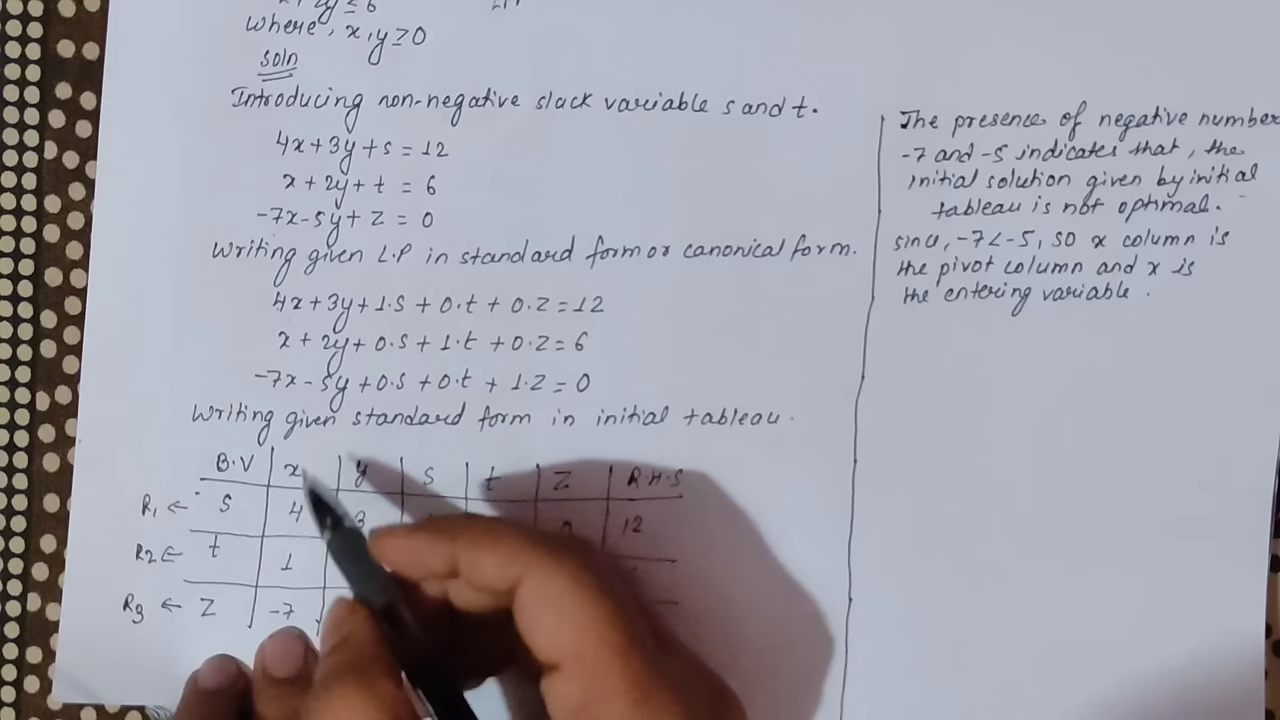 y ≤ 6
Where, x, y ≥ 0
Soln
Introducing non-negative slack variable s and t.
4x + 3y + s = 12
x + 2y + t = 6
-7x - 5y + Z = 0
Writing given L.P in standard form or canonical form.
4x + 3y + 1.s + 0.t + 0.Z = 12
x + 2y + 0.s + 1.t + 0.Z = 6
-7x - 5y + 0.s + 0.t + 1.Z = 0
Writing given standard form in initial tableau.
B.V x y s t Z R.H.S
R1 ← s 4 3 12
R2 ← t 1
R3 ← Z -7
The presence of negative number
-7 and -5 indicates that, the
initial solution given by initial
tableau is not optimal.
since, -7 < -5, so x column is
the pivot column and x is
the entering variable.